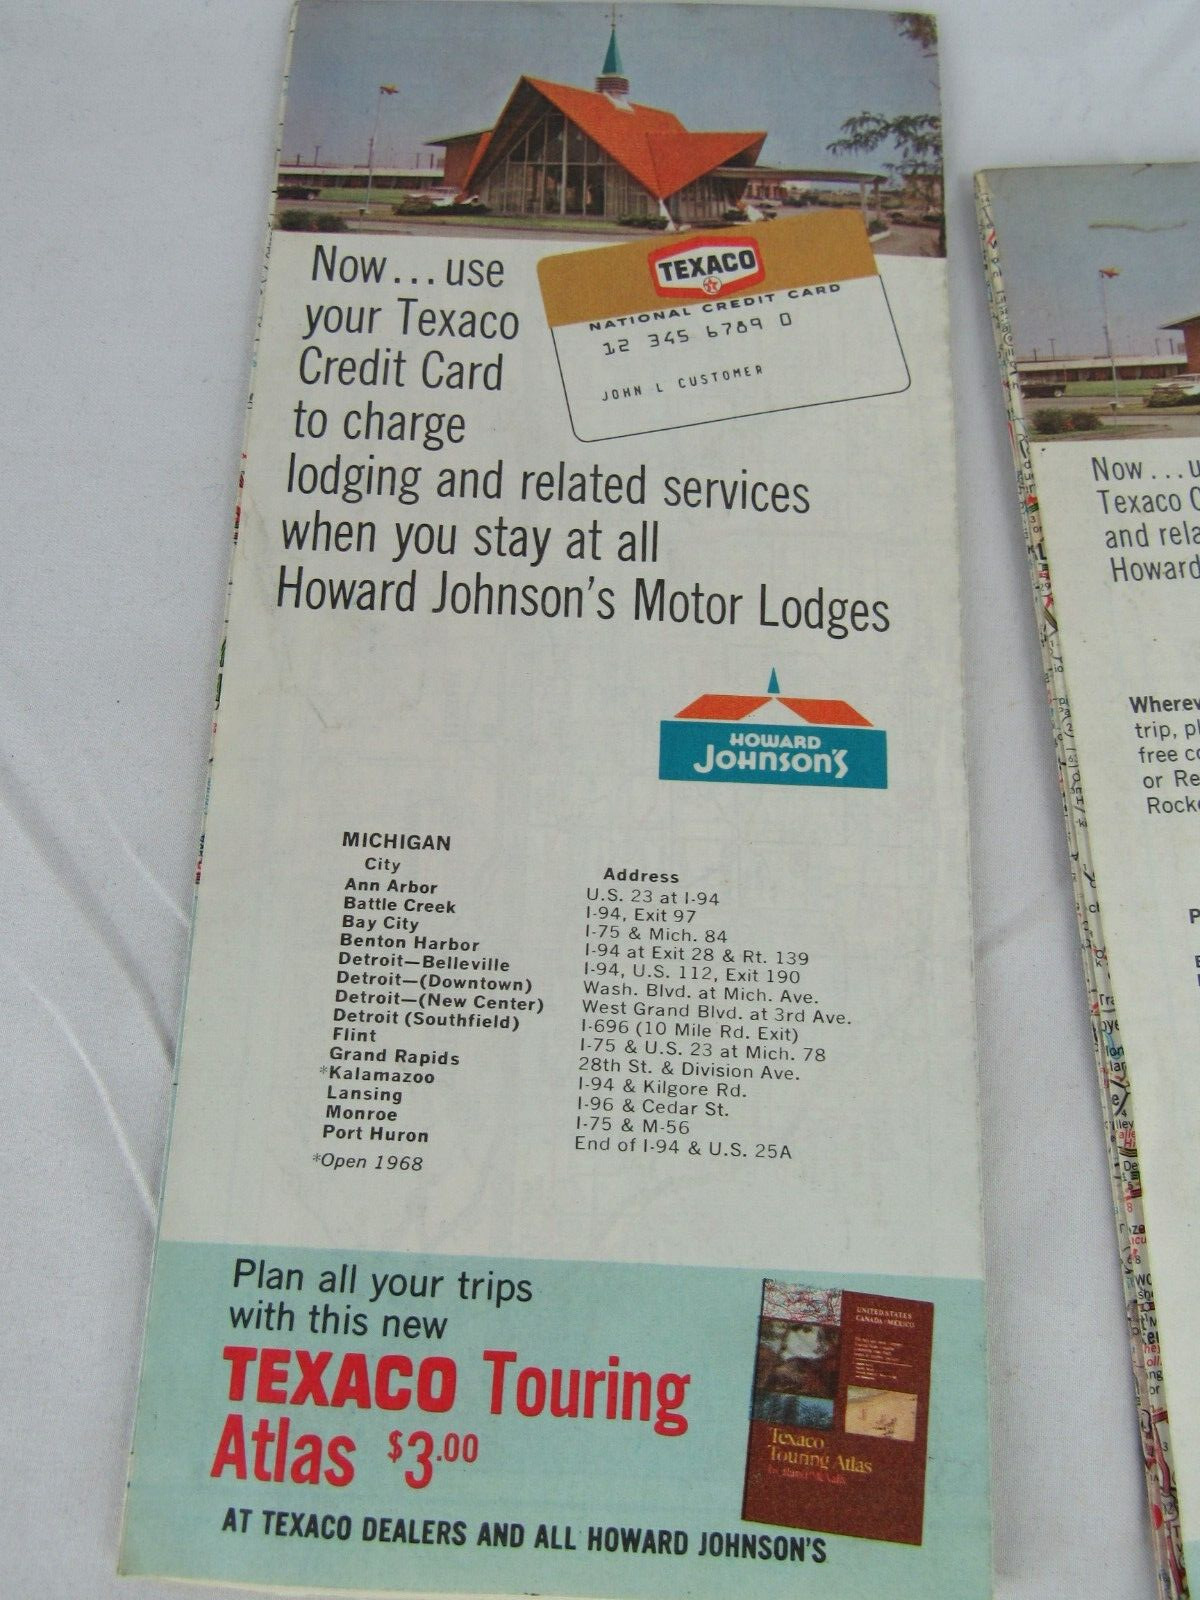 TEXACO
NATIONAL CREDIT CARD
12 345 6789 0
JOHN L CUSTOMER
Now...use
your Texaco
Credit Card
to charge
lodging and related services
when you stay at all
Howard Johnson's Motor Lodges
HOWARD
JOHNSON'S
MICHIGAN
City Address
Ann Arbor U.S. 23 at I-94
Battle Creek I-94, Exit 97
Bay City I-75 & Mich. 84
Benton Harbor I-94 at Exit 28 & Rt. 139
Detroit—Belleville I-94, U.S. 112, Exit 190
Detroit—(Downtown) Wash. Blvd. at Mich. Ave.
Detroit—(New Center) West Grand Blvd. at 3rd Ave.
Detroit (Southfield) I-696 (10 Mile Rd. Exit)
Flint I-75 & U.S. 23 at Mich. 78
Grand Rapids 28th St. & Division Ave.
*Kalamazoo I-94 & Kilgore Rd.
Lansing I-96 & Cedar St.
Monroe I-75 & M-56
Port Huron End of I-94 & U.S. 25A
*Open 1968
Plan all your trips
with this new
TEXACO Touring
Atlas $3.00
AT TEXACO DEALERS AND ALL HOWARD JOHNSON'S
UNITED STATES
CANADA MEXICO
Texaco
Touring Atlas
Now...u
Texaco C
and rela
Howard
Wherev
trip, pl
free co
or Re
Rock